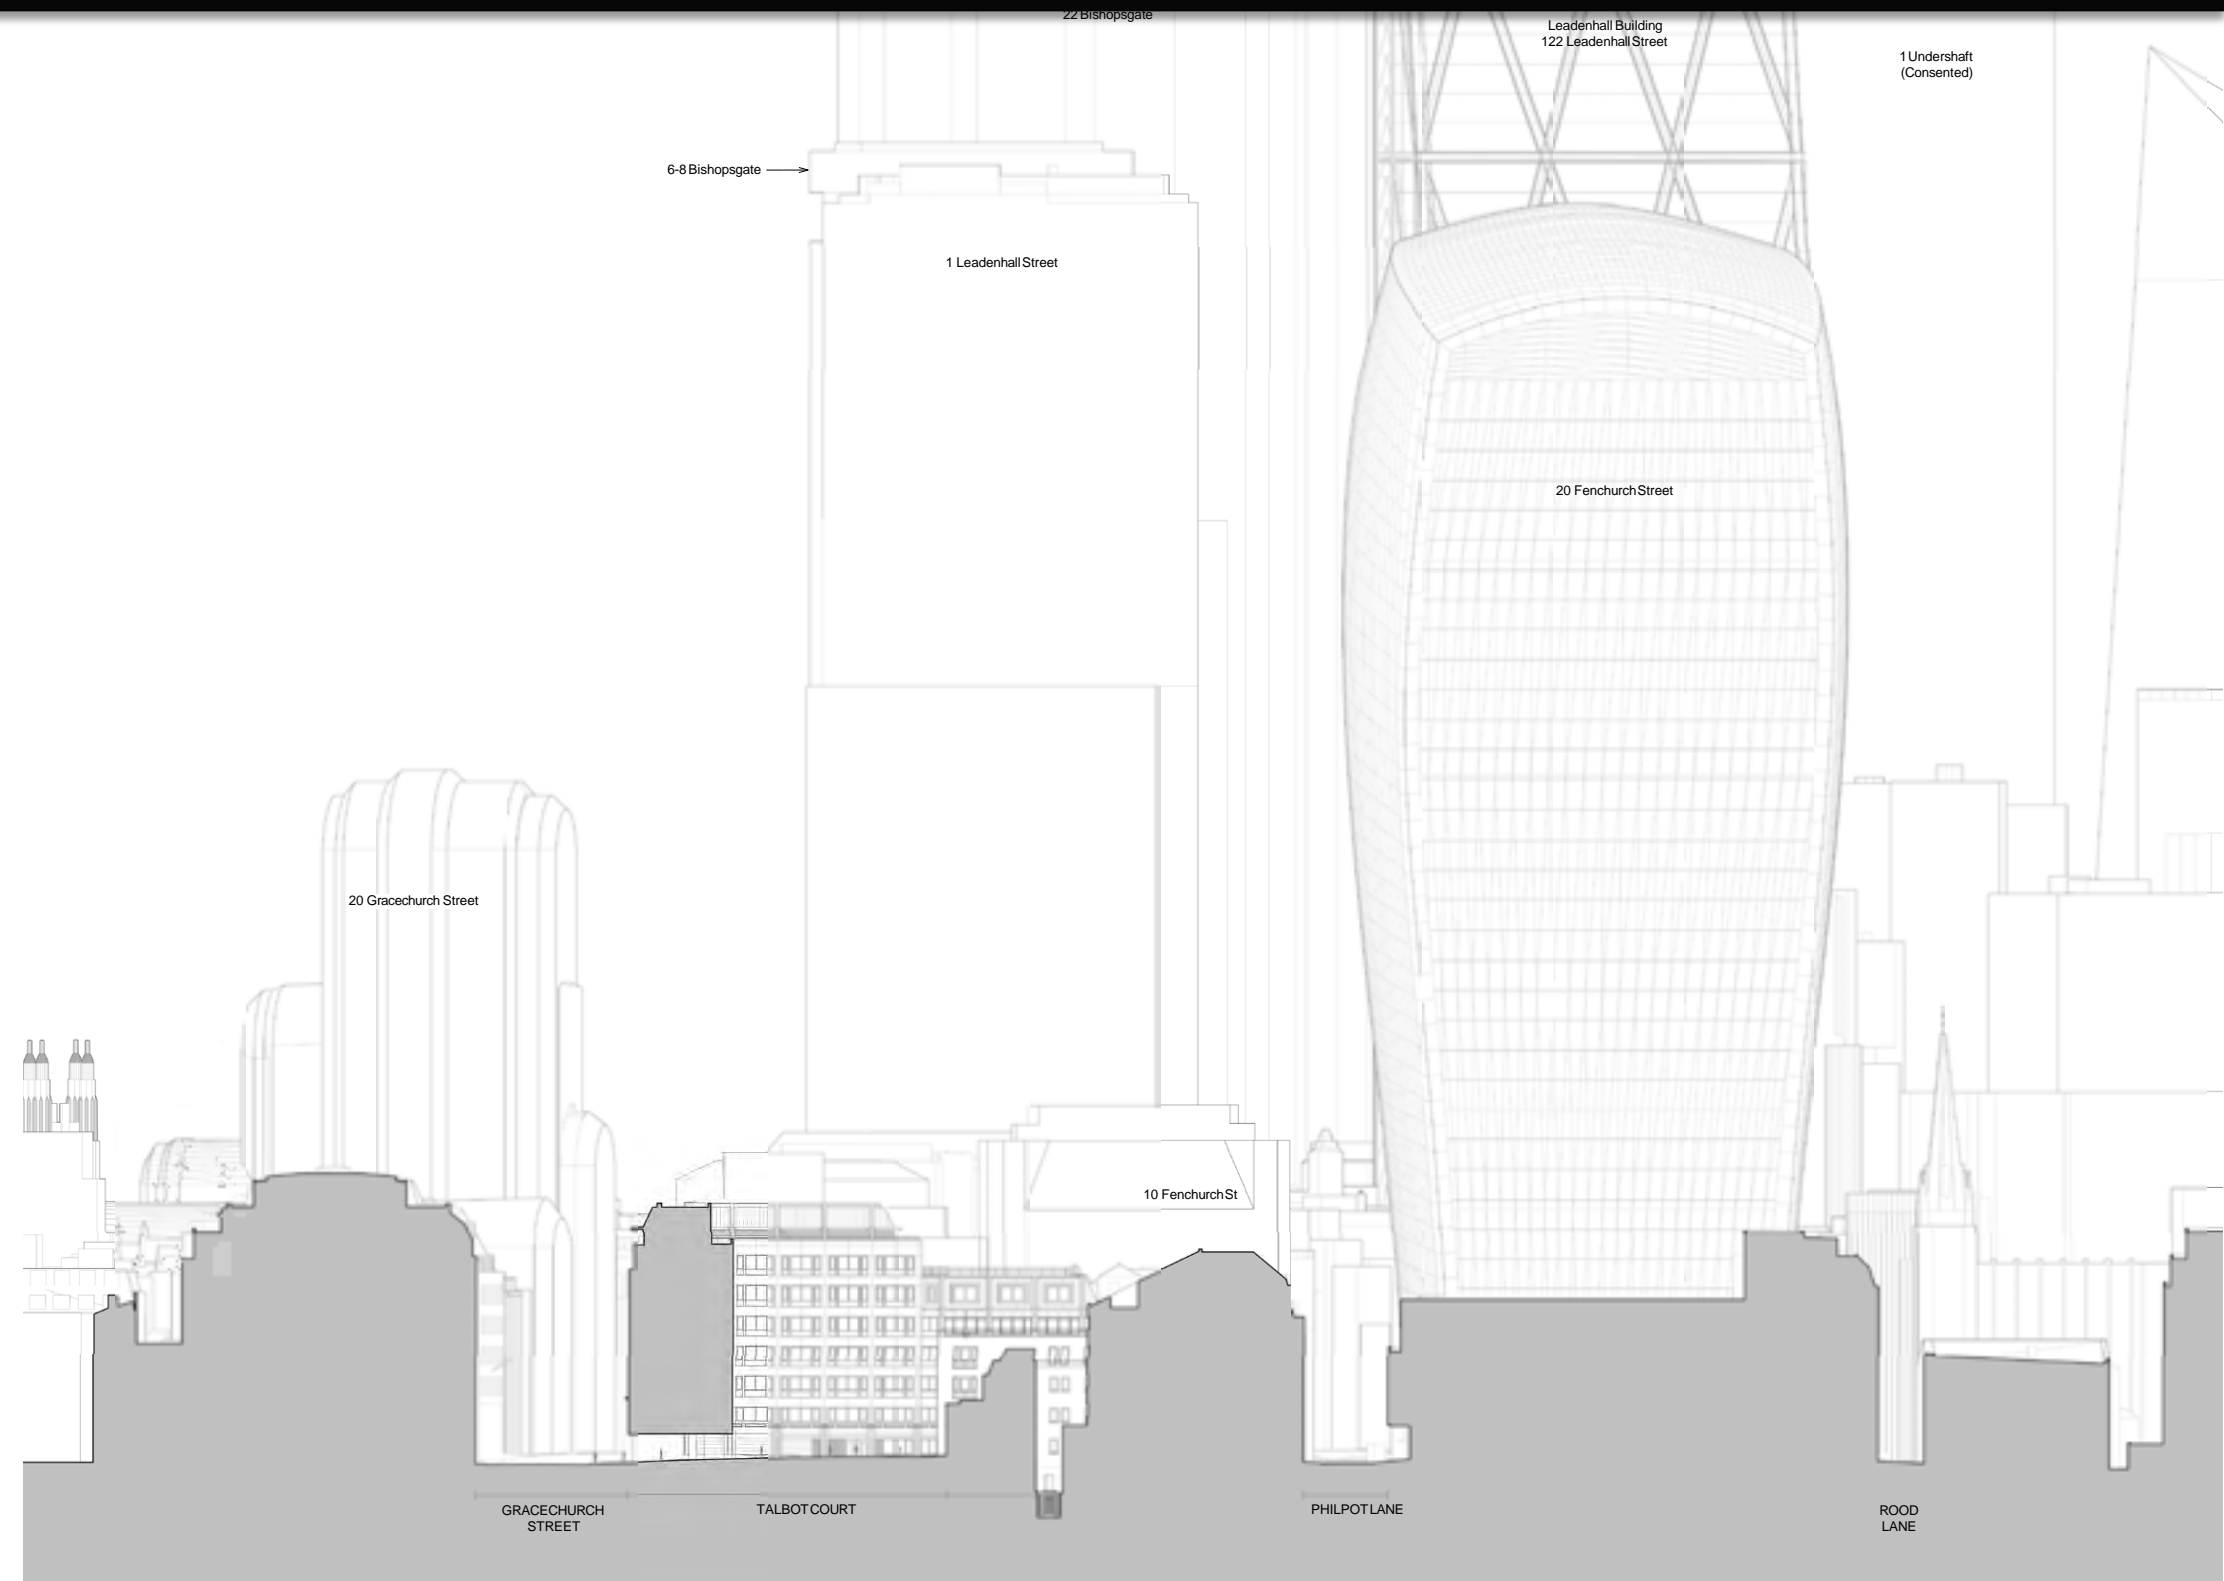 22 Bishopsgate
Leadenhall Building
122 Leadenhall Street
1 Undershaft
(Consented)
6-8 Bishopsgate
1 Leadenhall Street
20 Fenchurch Street
20 Gracechurch Street
10 Fenchurch St
GRACECHURCH
STREET
TALBOT COURT
PHILPOT LANE
ROOD
LANE